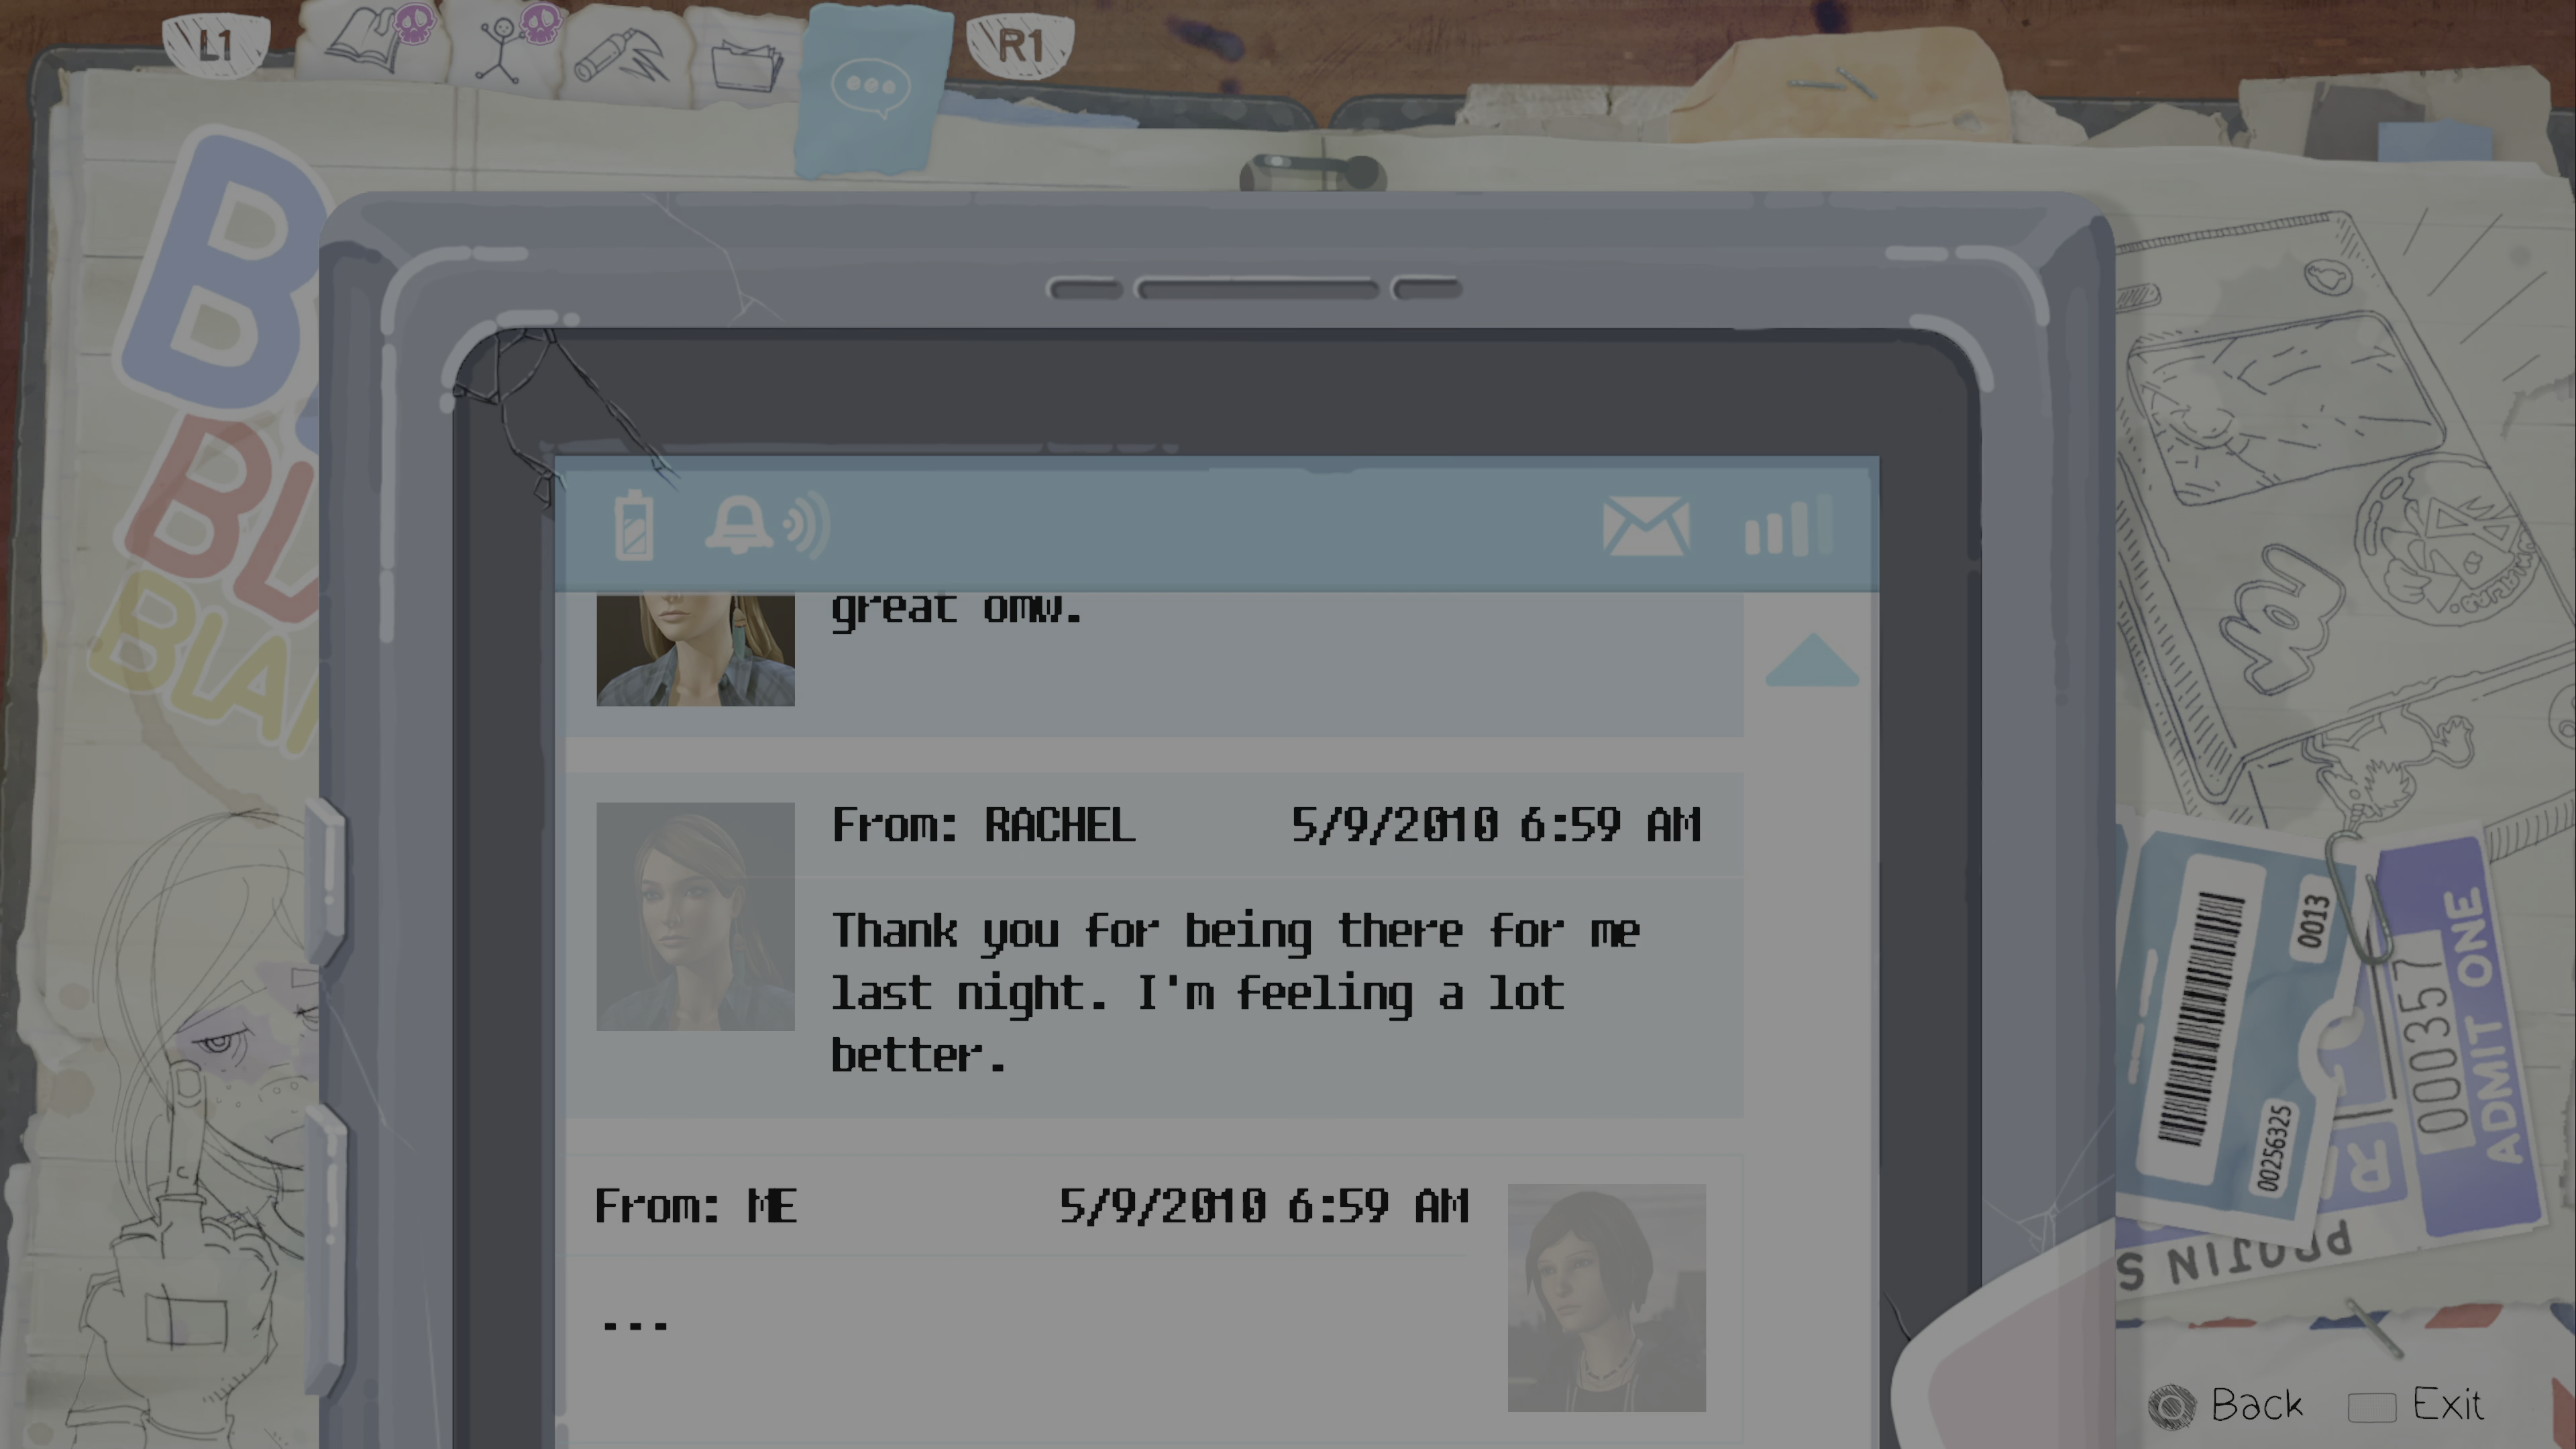 L1
R1
great omw.
From: RACHEL 5/9/2010 6:59 AM
Thank you for being there for me
last night. I'm feeling a lot
better.
From: ME 5/9/2010 6:59 AM
...
0013
00256325
000357
ADMIT ONE
Back
Exit